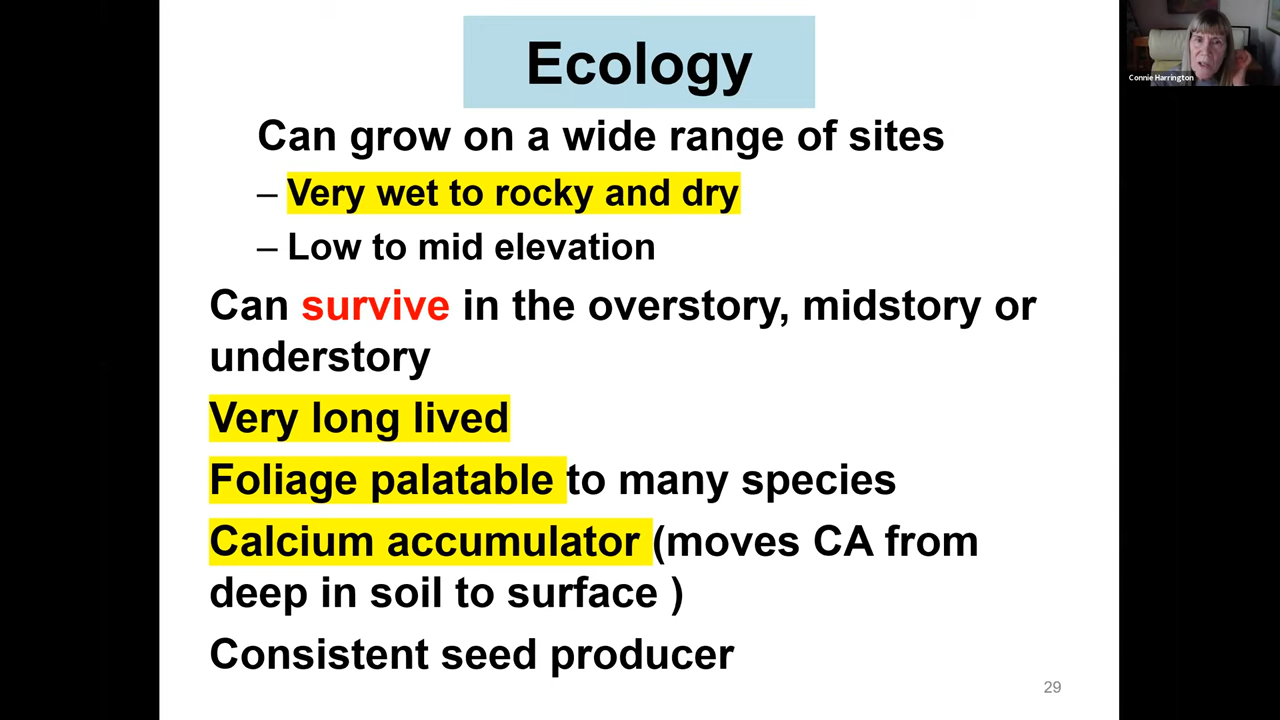 Ecology
Connie Harrington
Can grow on a wide range of sites
– Very wet to rocky and dry
– Low to mid elevation
Can survive in the overstory, midstory or
understory
Very long lived
Foliage palatable to many species
Calcium accumulator (moves CA from
deep in soil to surface )
Consistent seed producer
29